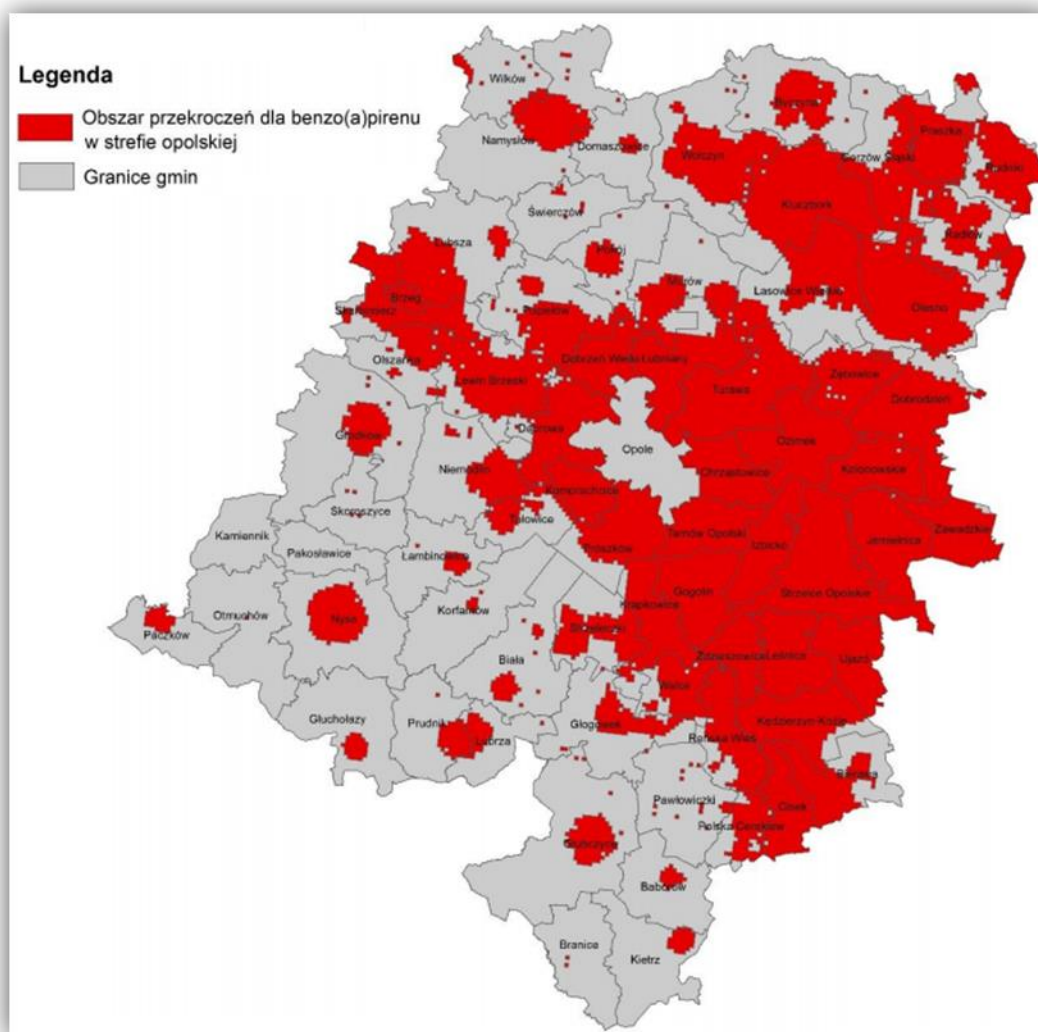 Legenda
Obszar przekroczeń dla benzo(a)pirenu
w strefie opolskiej
Granice gmin
Wilków
Namysłów
Domaszowice
Wołczyn
Byczyna
Gorzów Śląski
Praszka
Rudniki
Kluczbork
Radłów
Świerczów
Lubsza
Pokój
Murów
Lasowice Wielkie
Olesno
Brzeg
Skarbimierz
Popielów
Olszanka
Lewin Brzeski
Dobrzeń Wielki
Łubniany
Turawa
Zębowice
Dobrodzień
Grodków
Dąbrowa
Opole
Ozimek
Niemodlin
Chrząstowice
Kolonowskie
Komprachcice
Skoroszyce
Tułowice
Tarnów Opolski
Zawadzkie
Kamiennik
Pakosławice
Łambinowice
Prószków
Izbicko
Jemielnica
Otmuchów
Nysa
Korfantów
Krapkowice
Gogolin
Strzelce Opolskie
Paczków
Strzeleczki
Biała
Zdzieszowice
Leśnica
Ujazd
Walce
Głuchołazy
Prudnik
Lubrza
Głogówek
Reńska Wieś
Kędzierzyn-Koźle
Bierawa
Pawłowiczki
Cisek
Polska Cerekiew
Głubczyce
Baborów
Branice
Kietrz